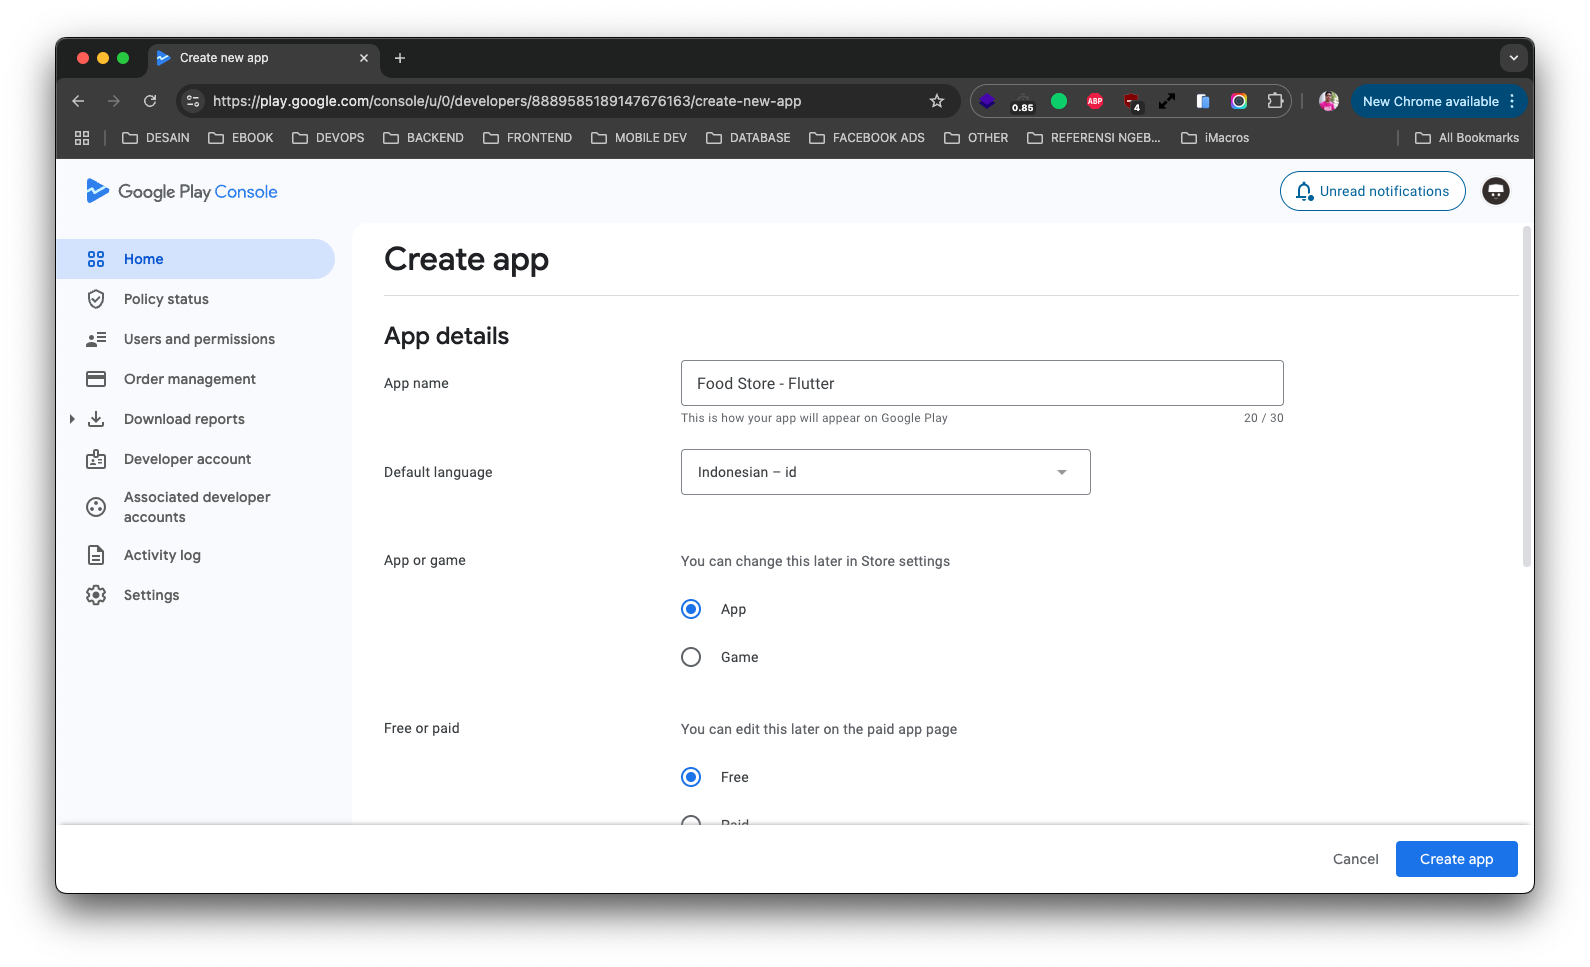 Create new app
https://play.google.com/console/u/0/developers/8889585189147676163/create-new-app
0.85
ABP
4
New Chrome available
DESAIN
EBOOK
DEVOPS
BACKEND
FRONTEND
MOBILE DEV
DATABASE
FACEBOOK ADS
OTHER
REFERENSI NGEB...
iMacros
All Bookmarks
Google Play Console
Unread notifications
Home
Policy status
Users and permissions
Order management
Download reports
Developer account
Associated developer
accounts
Activity log
Settings
Create app
App details
App name
Food Store - Flutter
This is how your app will appear on Google Play
20 / 30
Default language
Indonesian – id
App or game
You can change this later in Store settings
App
Game
Free or paid
You can edit this later on the paid app page
Free
Paid
Cancel
Create app